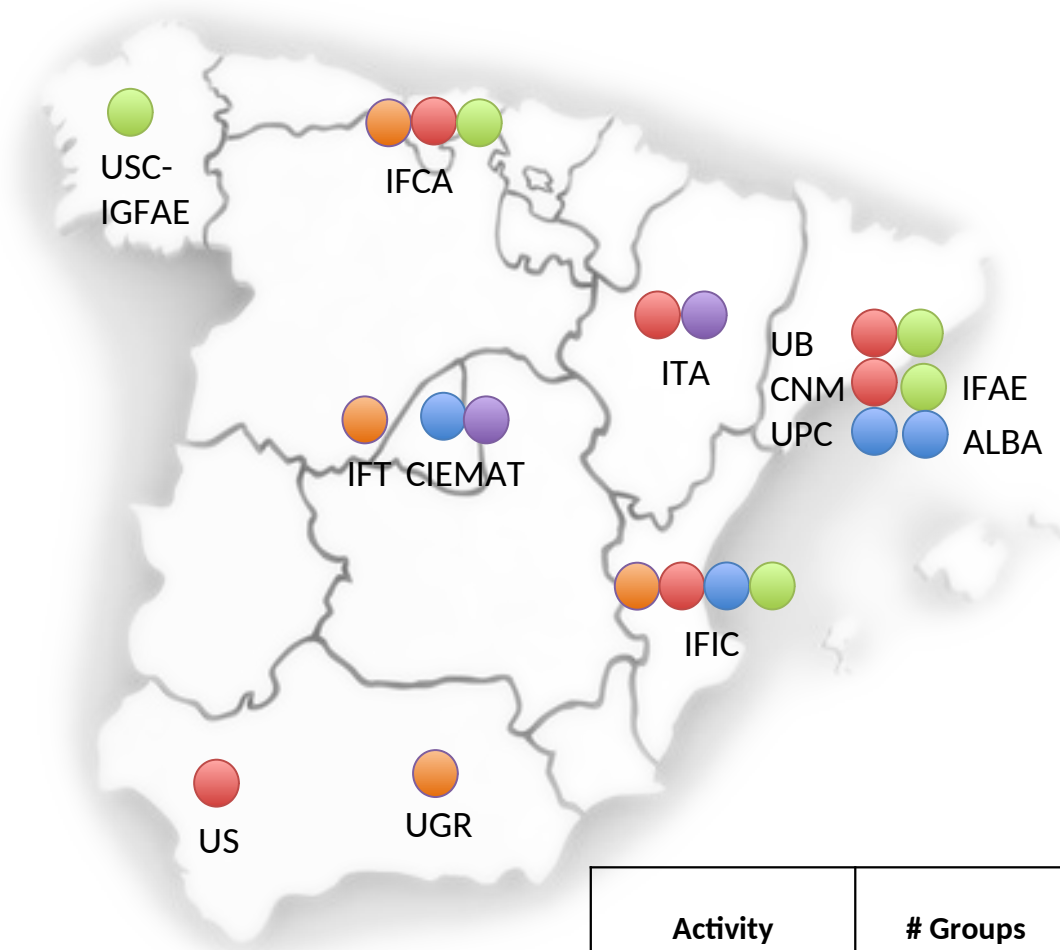 USC-
IGFAE
IFCA
ITA
UB
CNM
IFAE
UPC
ALBA
IFT
CIEMAT
IFIC
US
UGR
Activity
# Groups